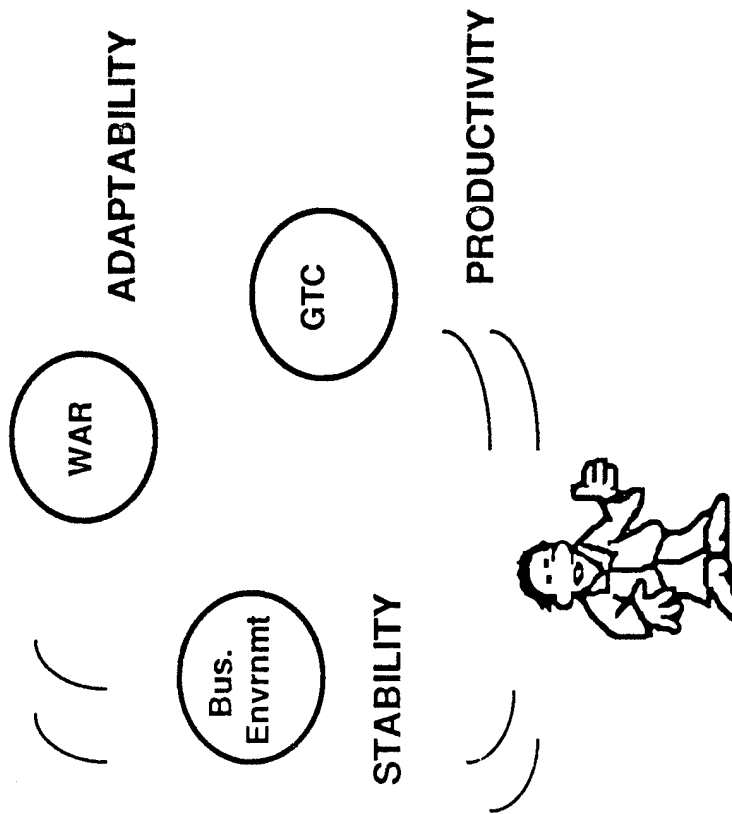 WAR
ADAPTABILITY
Bus.
Envrnmt
GTC
STABILITY
PRODUCTIVITY